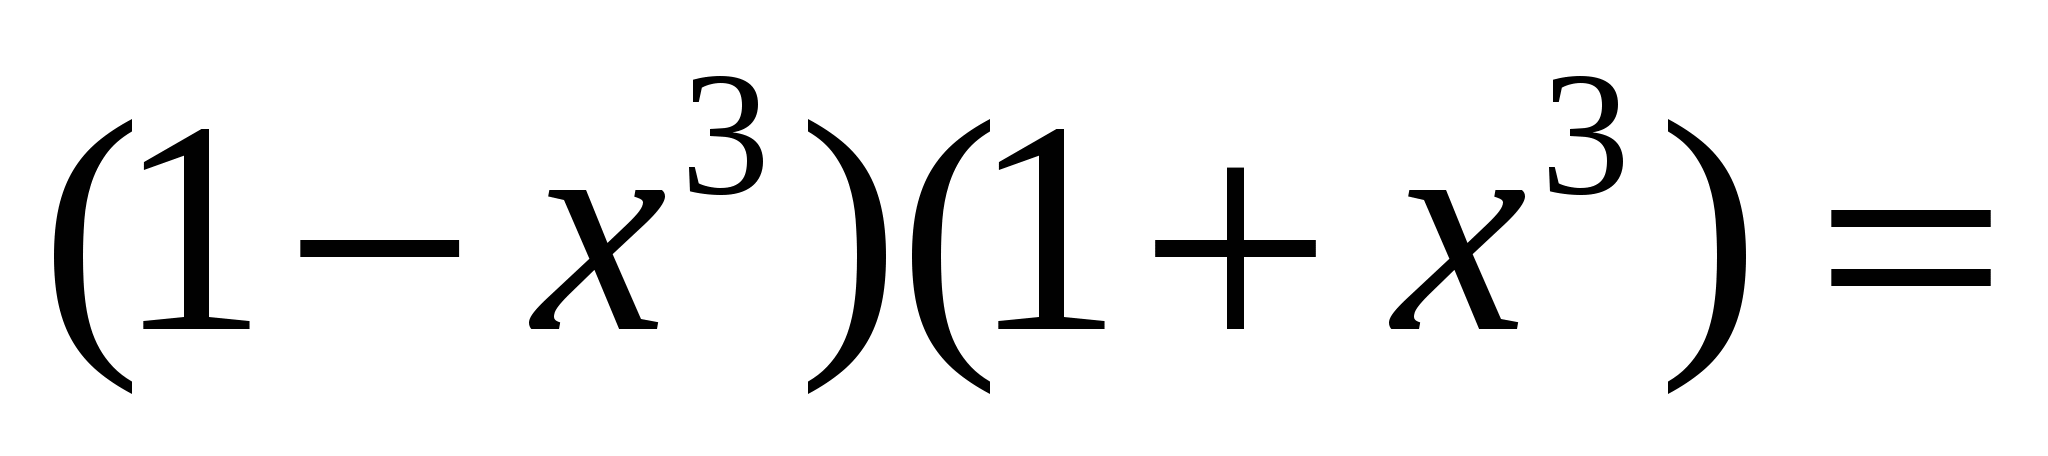 (1 − x³)(1 + x³) =